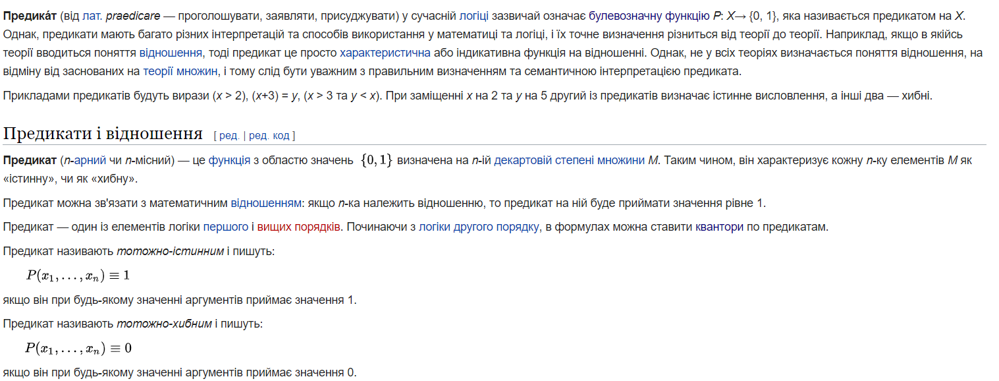 Предика́т (від лат. praedicare — проголошувати, заявляти, присуджувати) у сучасній логіці зазвичай означає булевозначну функцію P: X→ {0, 1}, яка називається предикатом на X.
Однак, предикати мають багато різних інтерпретацій та способів використання у математиці та логіці, і їх точне визначення різниться від теорії до теорії. Наприклад, якщо в якійсь
теорії вводиться поняття відношення, тоді предикат це просто характеристична або індикативна функція на відношенні. Однак, не у всіх теоріях визначається поняття відношення, на
відміну від заснованих на теорії множин, і тому слід бути уважним з правильним визначенням та семантичною інтерпретацією предиката.
Прикладами предикатів будуть вирази (x > 2), (x+3) = y, (x > 3 та y < x). При заміщенні x на 2 та y на 5 другий із предикатів визначає істинне висловлення, а інші два — хибні.
Предикати і відношення [ ред. | ред. код ]
Предикат (n-арний чи n-місний) — це функція з областю значень {0, 1} визначена на n-ій декартовій степені множини M. Таким чином, він характеризує кожну n-ку елементів M як
«істинну», чи як «хибну».
Предикат можна зв'язати з математичним відношенням: якщо n-ка належить відношенню, то предикат на ній буде приймати значення рівне 1.
Предикат — один із елементів логіки першого і вищих порядків. Починаючи з логіки другого порядку, в формулах можна ставити квантори по предикатам.
Предикат називають тотожно-істинним і пишуть:
P(x₁, . . . , xₙ) ≡ 1
якщо він при будь-якому значенні аргументів приймає значення 1.
Предикат називають тотожно-хибним і пишуть:
P(x₁, . . . , xₙ) ≡ 0
якщо він при будь-якому значенні аргументів приймає значення 0.